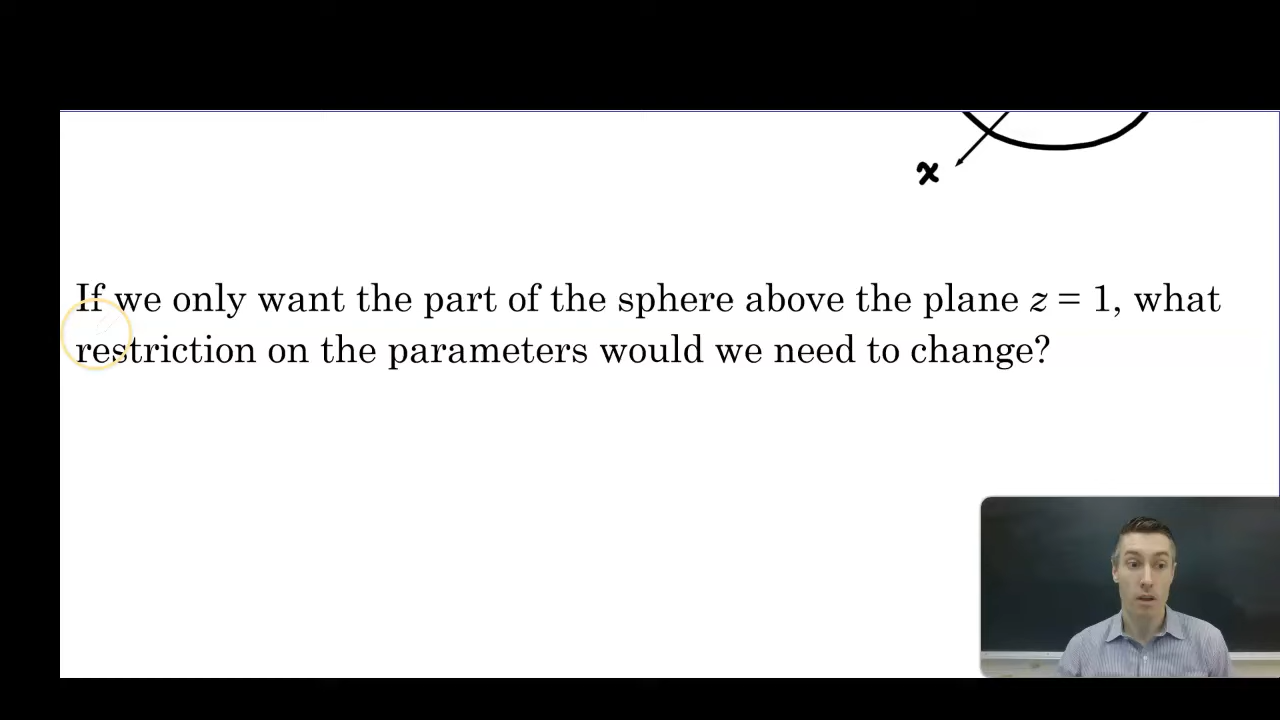 x
If we only want the part of the sphere above the plane z = 1, what
restriction on the parameters would we need to change?